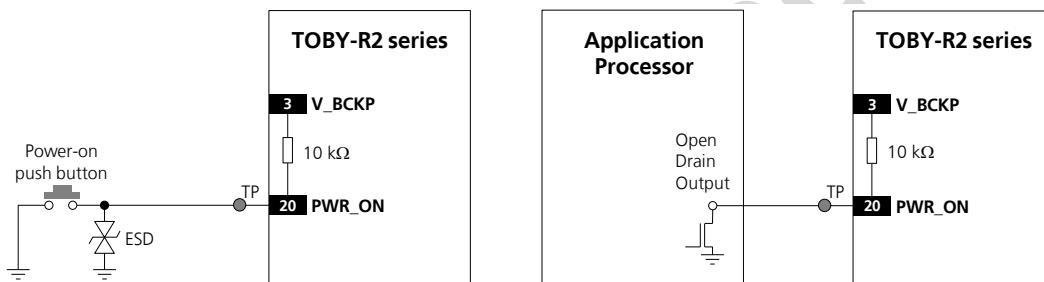 TOBY-R2 series
3 V_BCKP
10 kΩ
Power-on
push button
TP
20 PWR_ON
ESD
Application
Processor
Open
Drain
Output
TOBY-R2 series
3 V_BCKP
10 kΩ
TP
20 PWR_ON